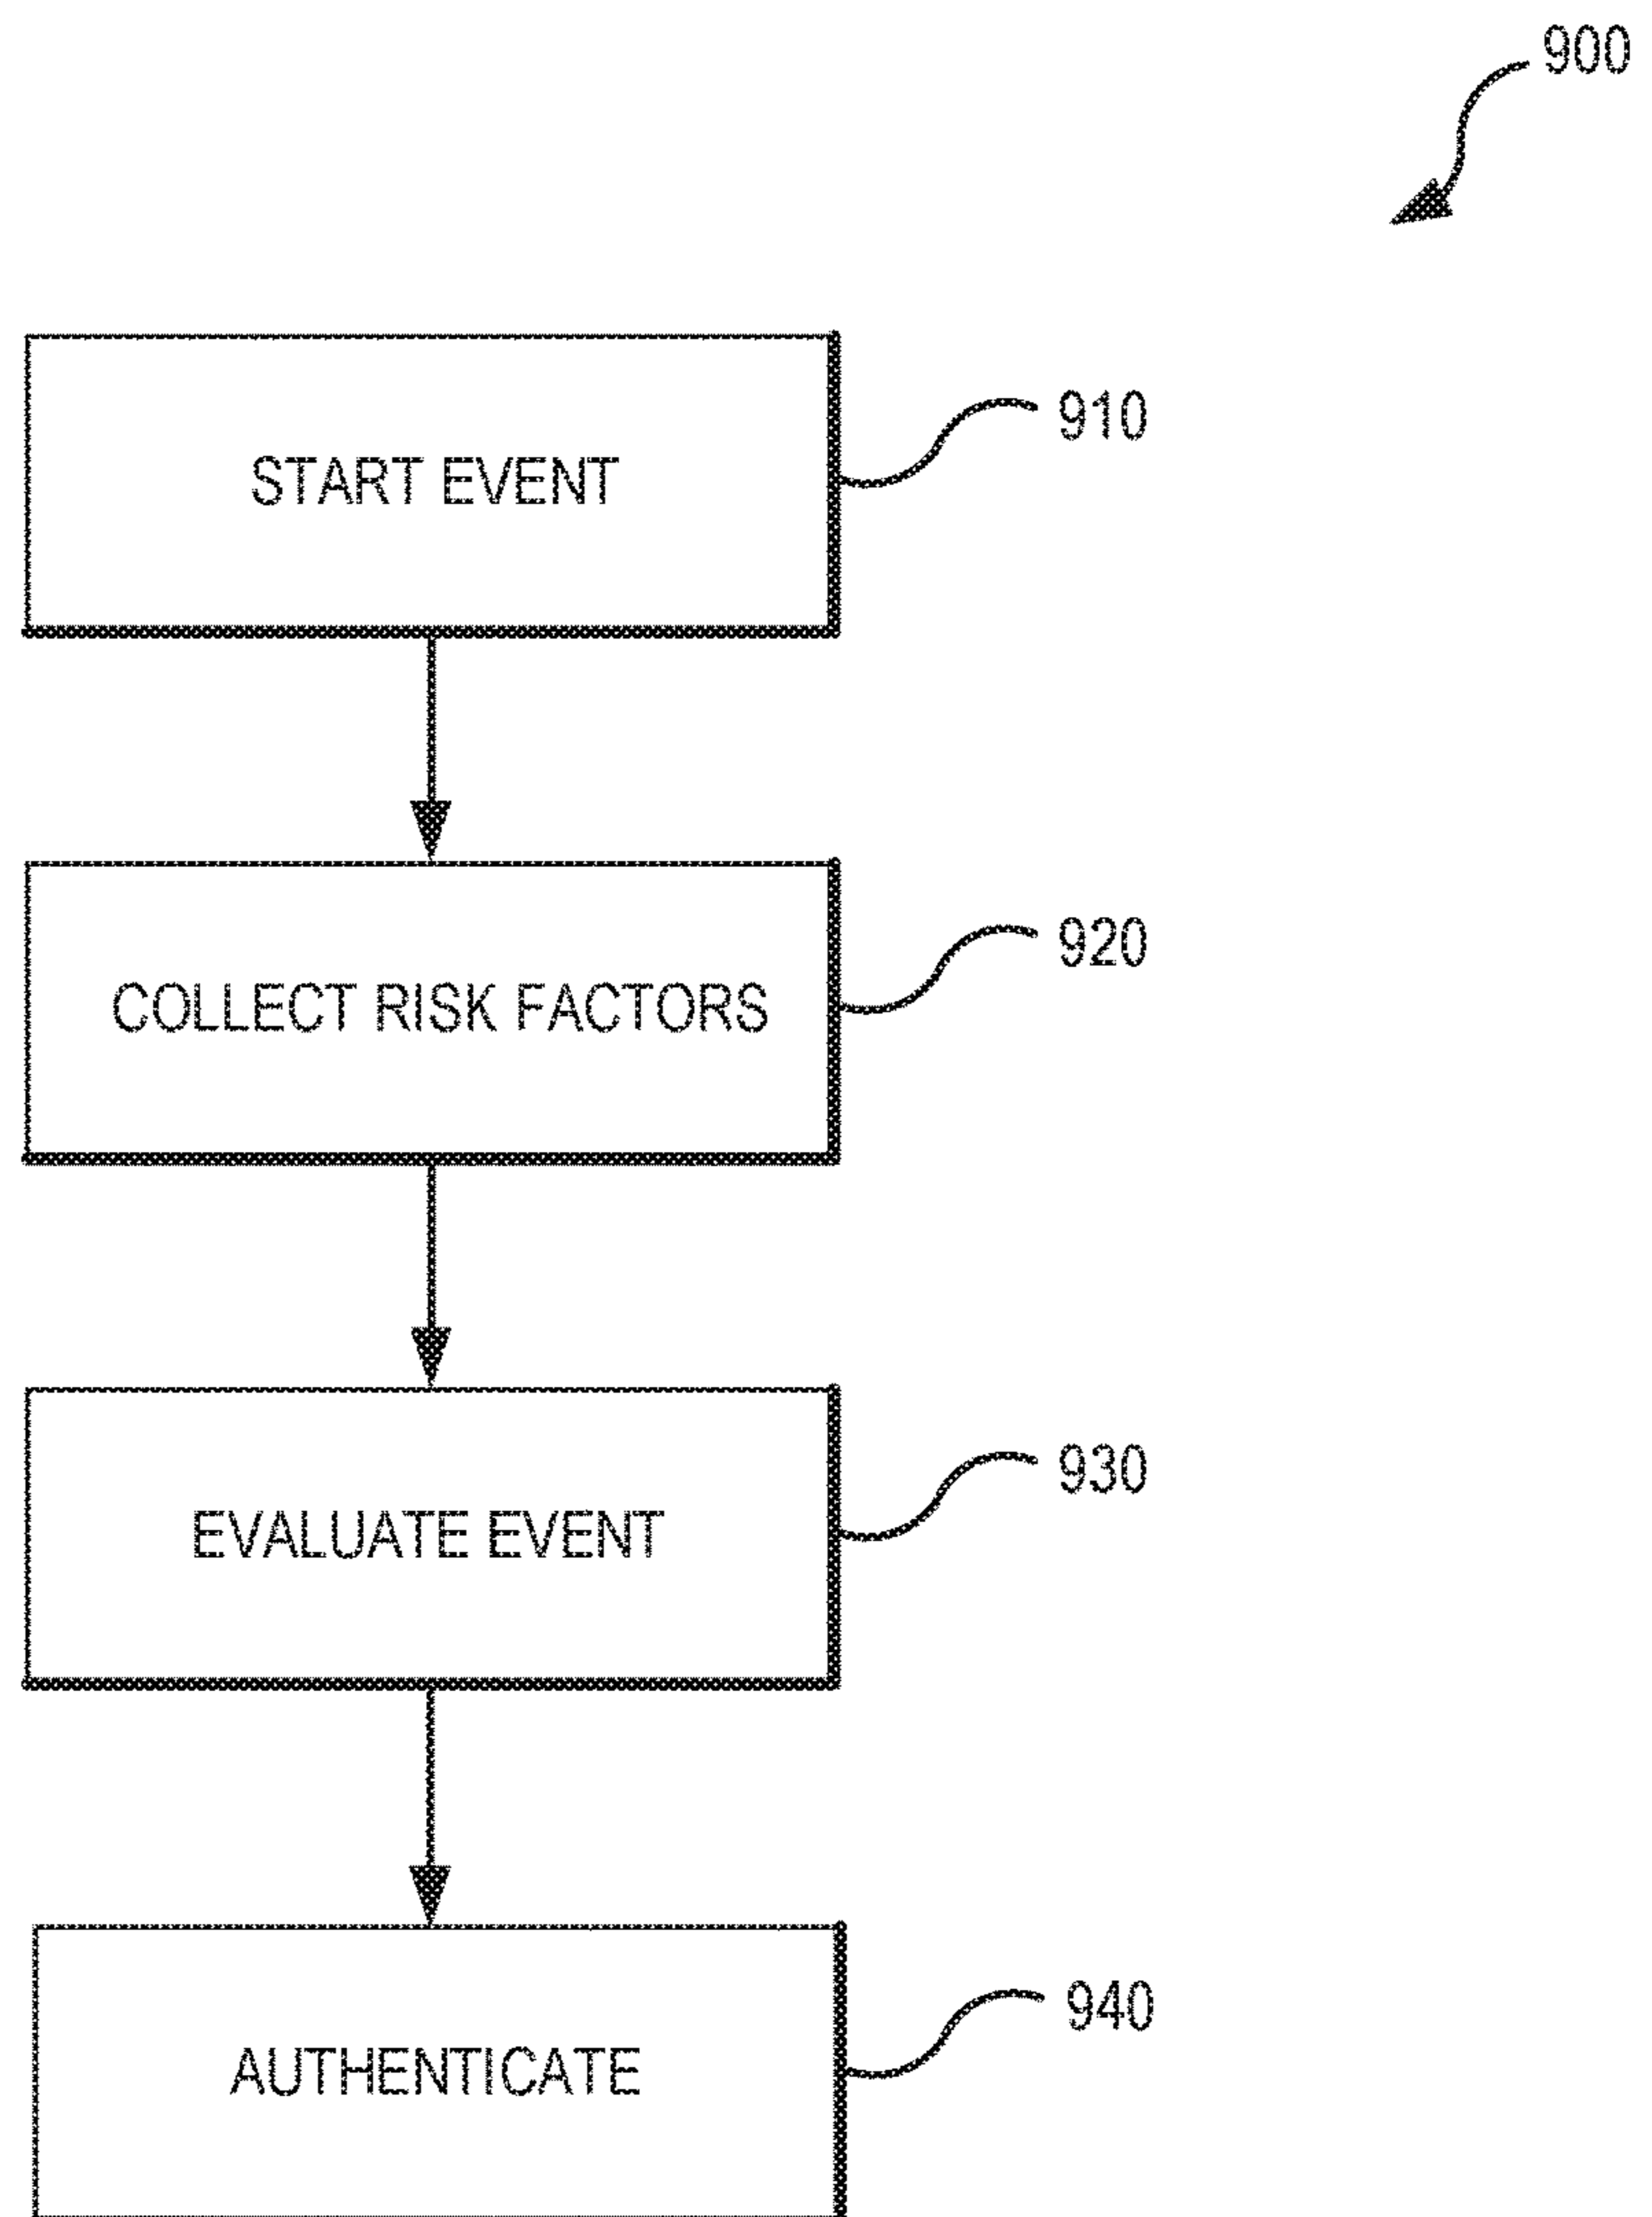 900
START EVENT
910
COLLECT RISK FACTORS
920
EVALUATE EVENT
930
AUTHENTICATE
940